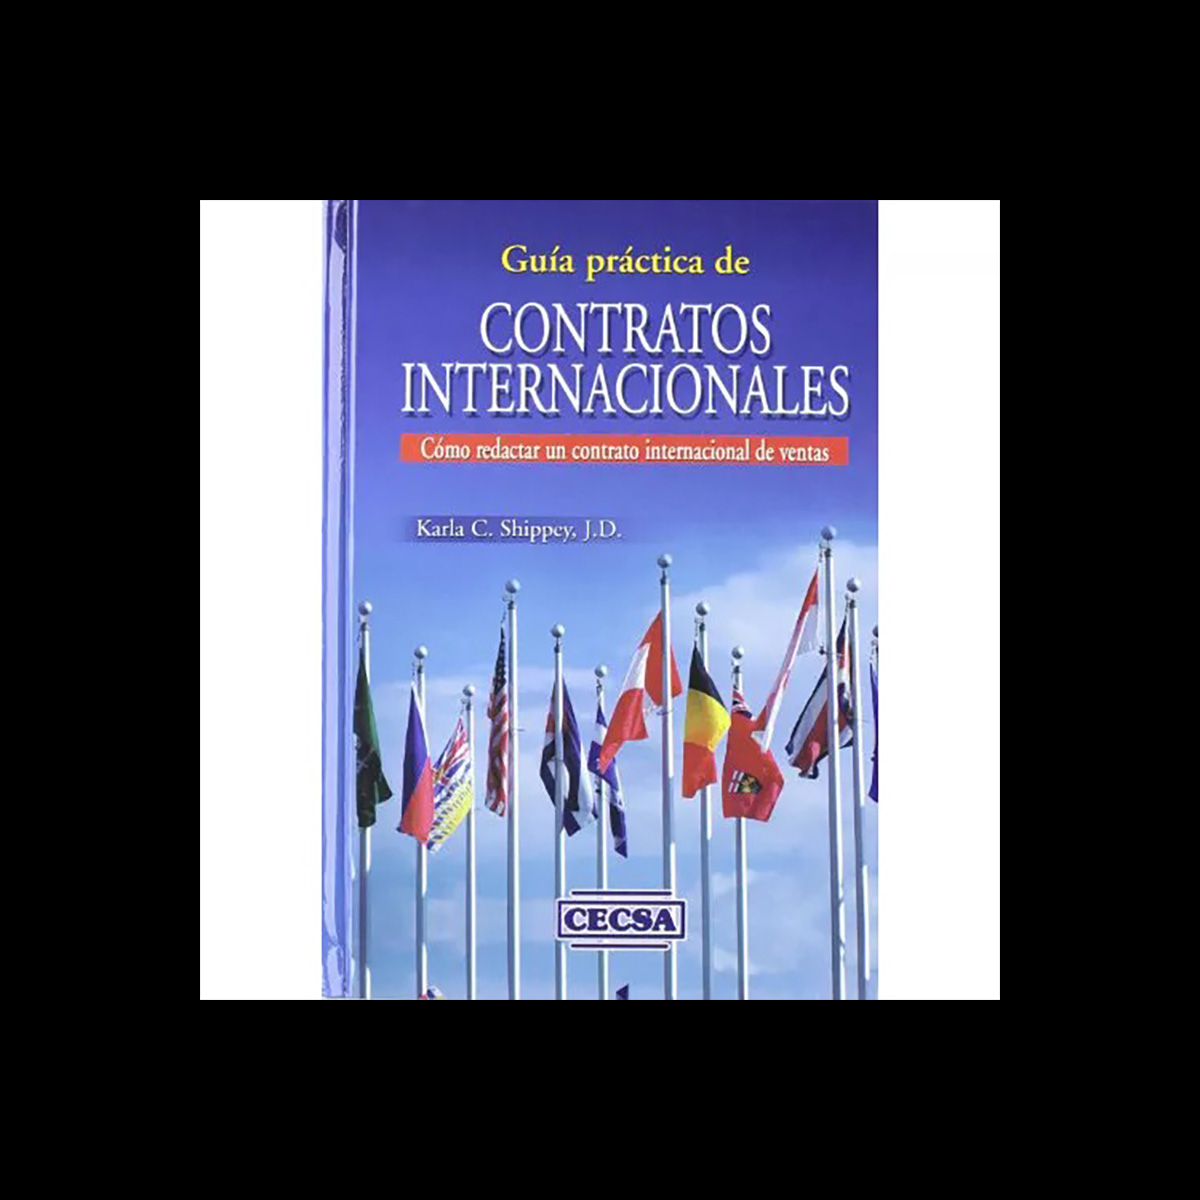 Guía práctica de
CONTRATOS
INTERNACIONALES
Cómo redactar un contrato internacional de ventas
Karla C. Shippey, J.D.
CECSA